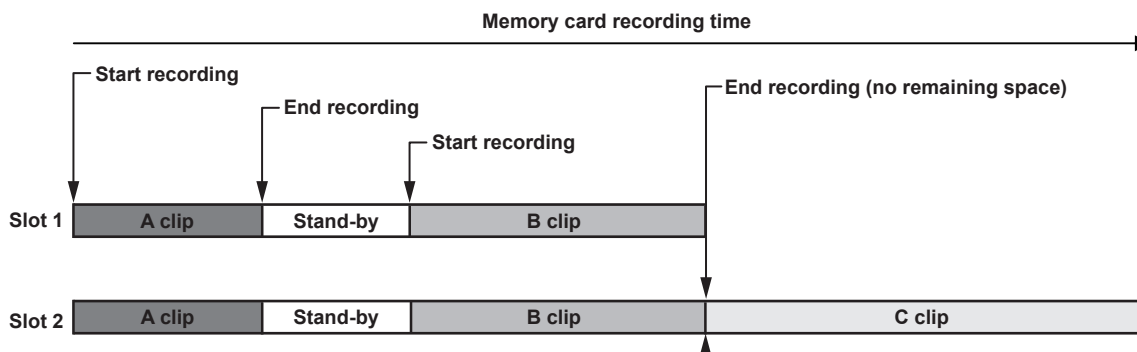 Memory card recording time
Start recording
End recording (no remaining space)
End recording
Start recording
Slot 1
A clip
Stand-by
B clip
Slot 2
A clip
Stand-by
B clip
C clip